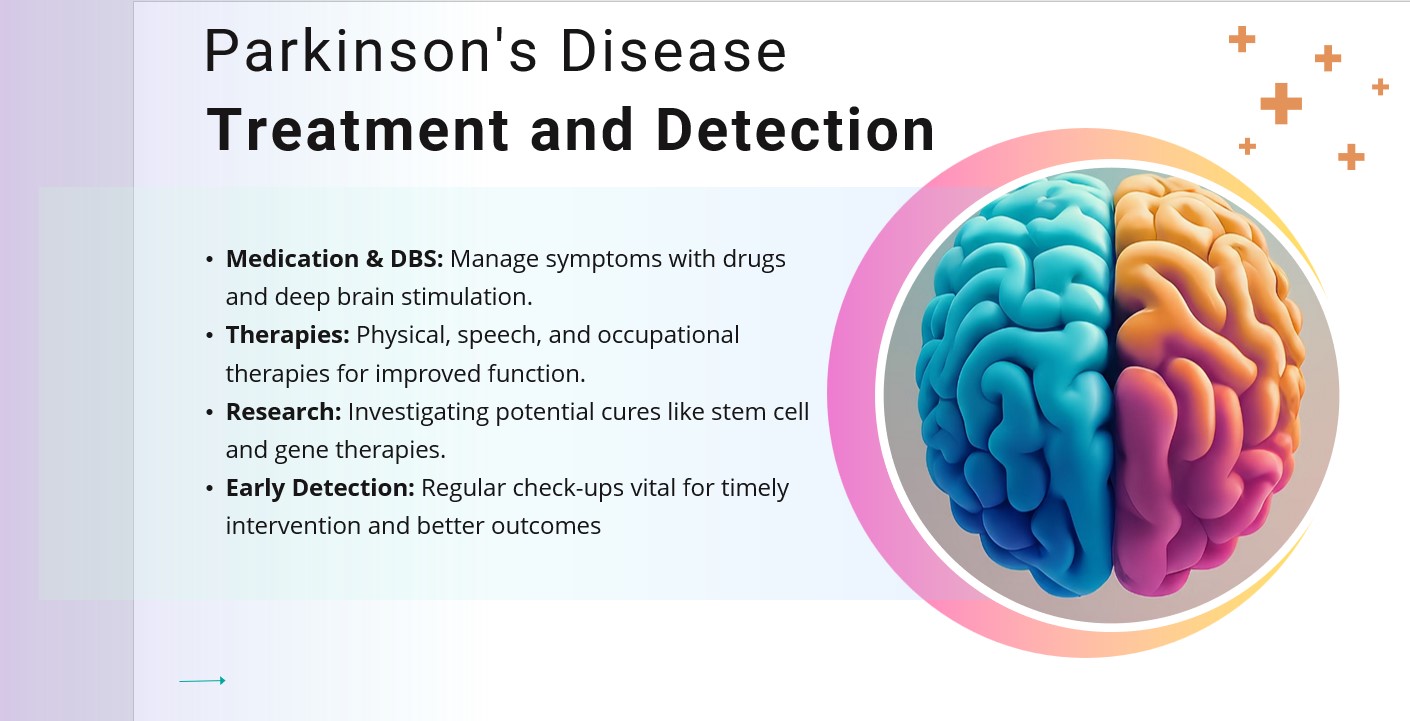 Parkinson's Disease
Treatment and Detection
• Medication & DBS: Manage symptoms with drugs
and deep brain stimulation.
• Therapies: Physical, speech, and occupational
therapies for improved function.
• Research: Investigating potential cures like stem cell
and gene therapies.
• Early Detection: Regular check-ups vital for timely
intervention and better outcomes